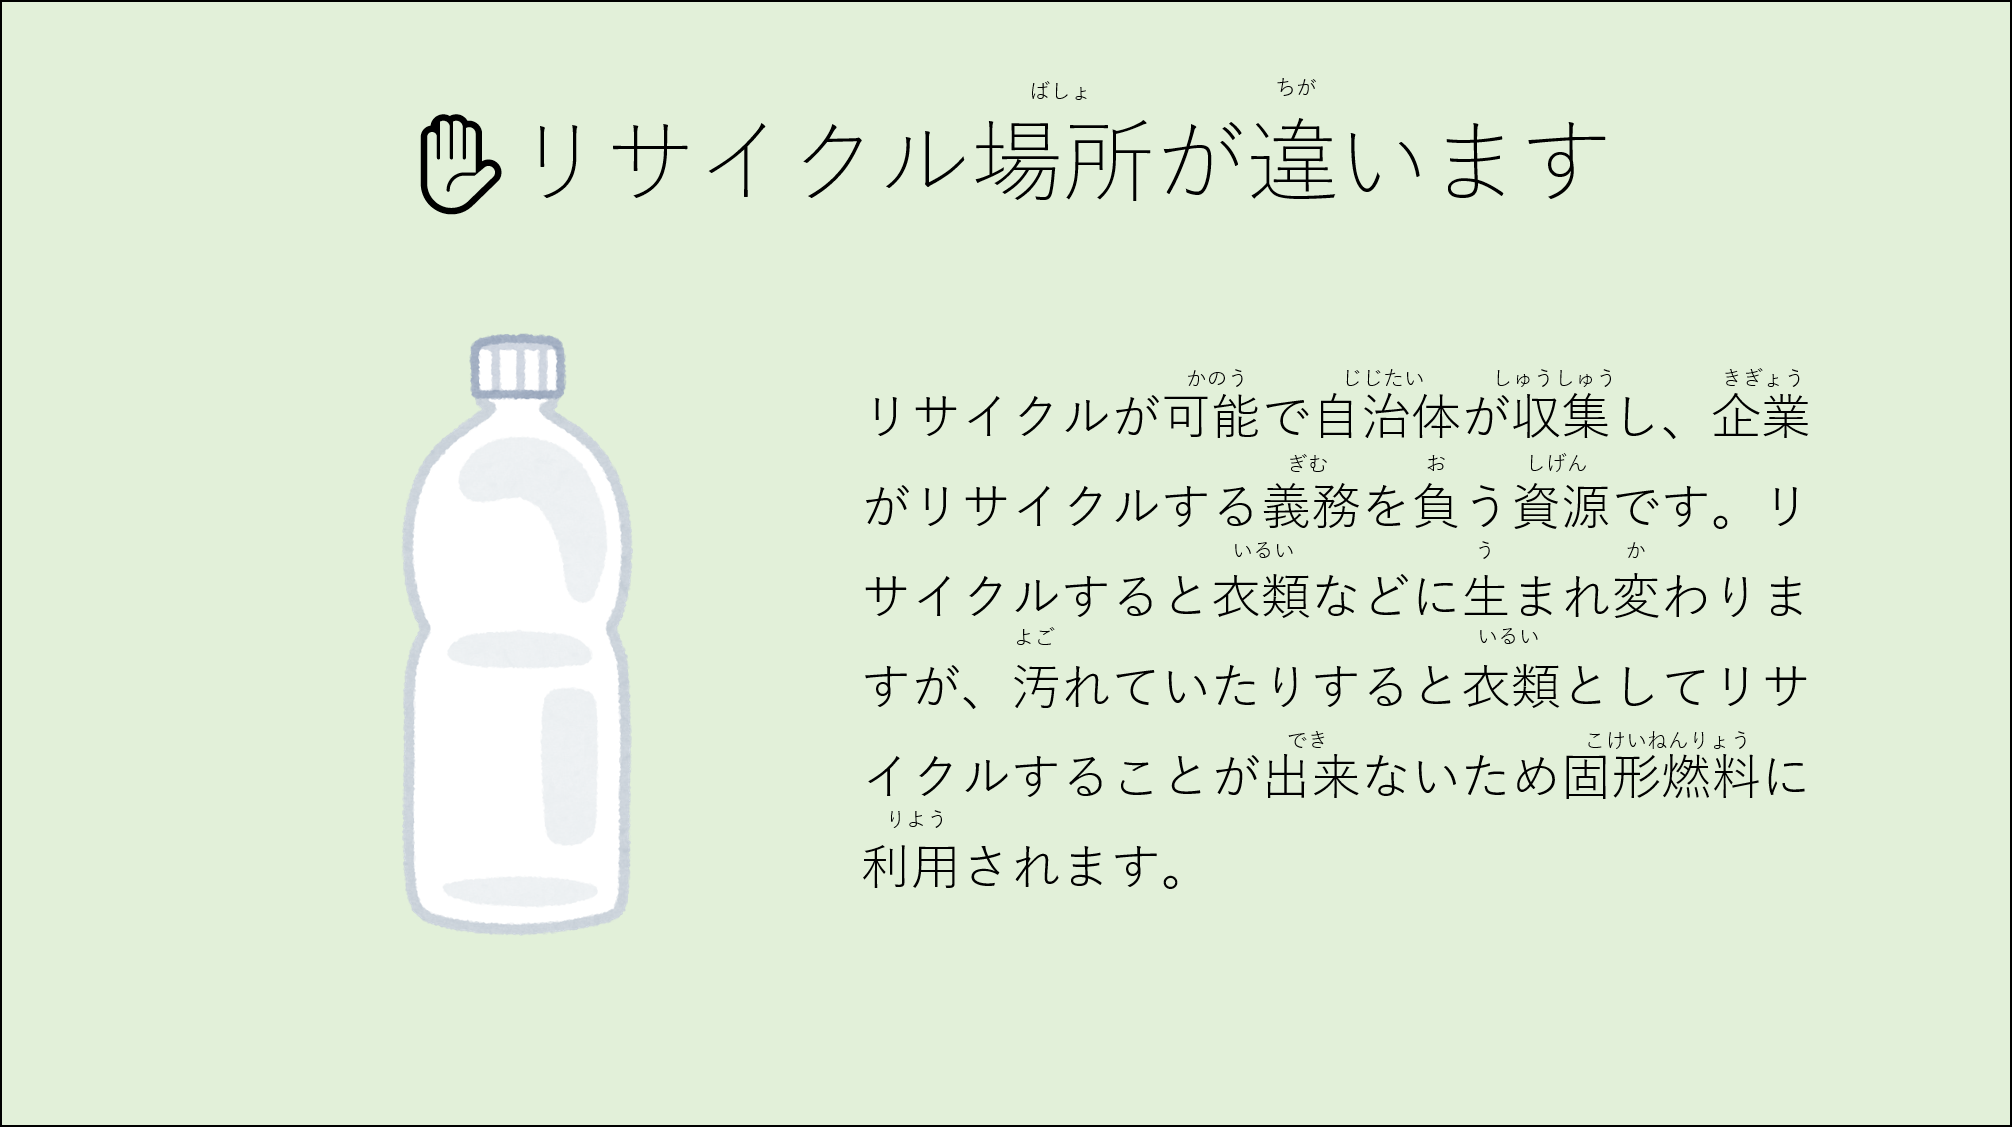 ばしょ ちが
リサイクル場所が違います
かのう じじたい しゅうしゅう きぎょう
リサイクルが可能で自治体が収集し、企業
ぎむ お しげん
がリサイクルする義務を負う資源です。リ
いるい う か
サイクルすると衣類などに生まれ変わりま
よご いるい
すが、汚れていたりすると衣類としてリサ
でき こけいねんりょう
イクルすることが出来ないため固形燃料に
りよう
利用されます。